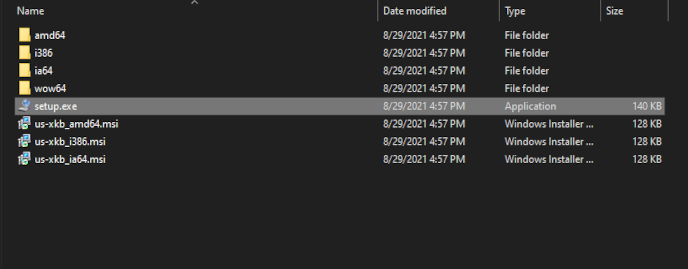 Name Date modified Type Size
amd64 8/29/2021 4:57 PM File folder
i386 8/29/2021 4:57 PM File folder
ia64 8/29/2021 4:57 PM File folder
wow64 8/29/2021 4:57 PM File folder
setup.exe 8/29/2021 4:57 PM Application 140 KB
us-xkb_amd64.msi 8/29/2021 4:57 PM Windows Installer ... 128 KB
us-xkb_i386.msi 8/29/2021 4:57 PM Windows Installer ... 128 KB
us-xkb_ia64.msi 8/29/2021 4:57 PM Windows Installer ... 128 KB